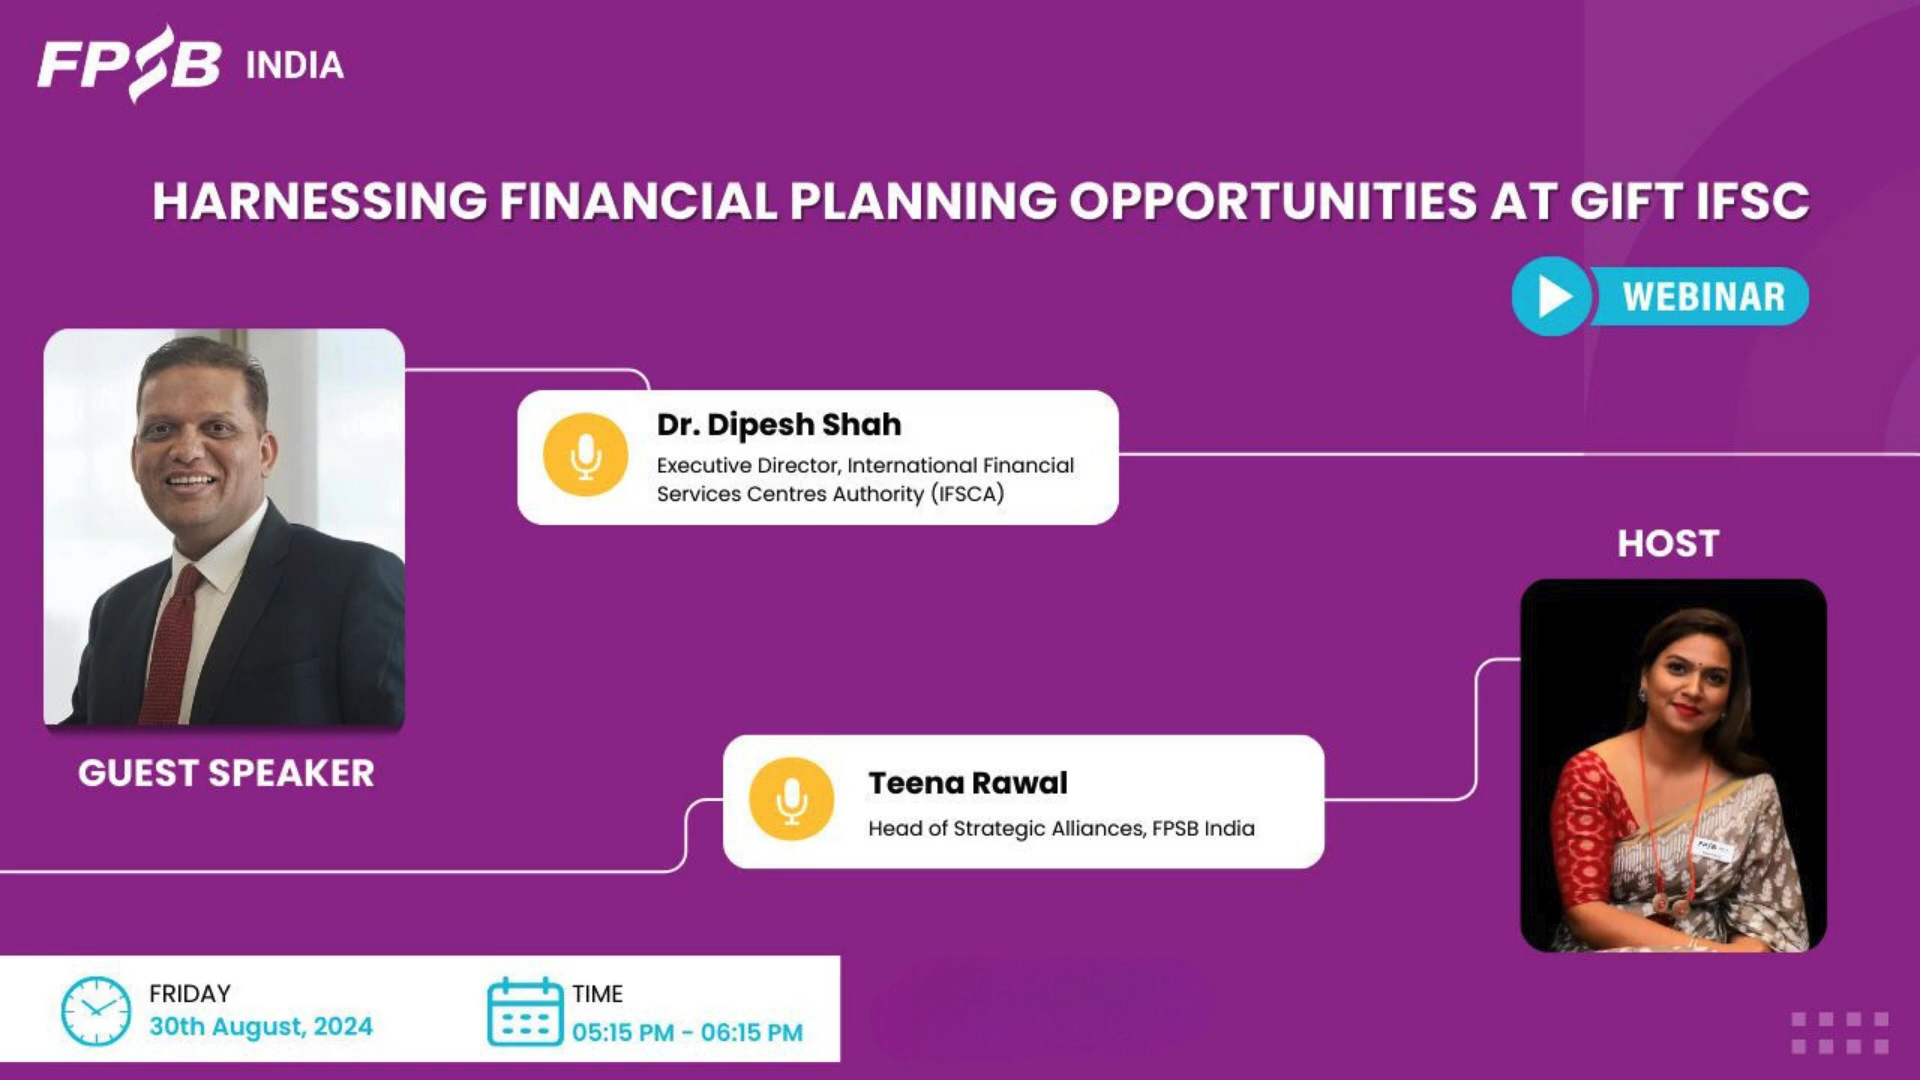 FPSB INDIA
HARNESSING FINANCIAL PLANNING OPPORTUNITIES AT GIFT IFSC
WEBINAR
Dr. Dipesh Shah
Executive Director, International Financial
Services Centres Authority (IFSCA)
GUEST SPEAKER
HOST
Teena Rawal
Head of Strategic Alliances, FPSB India
FRIDAY
30th August, 2024
TIME
05:15 PM - 06:15 PM